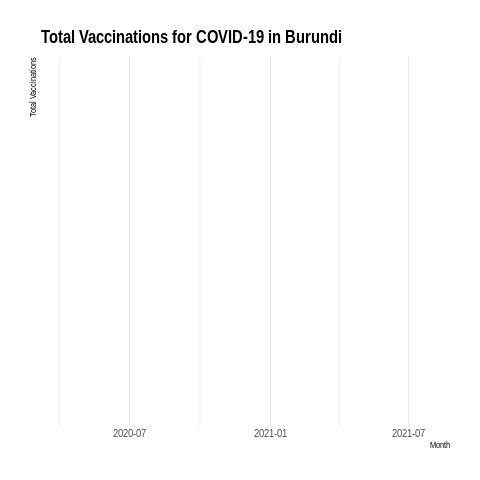 Total Vaccinations for COVID-19 in Burundi
Total Vaccinations
2020-07 2021-01 2021-07
Month